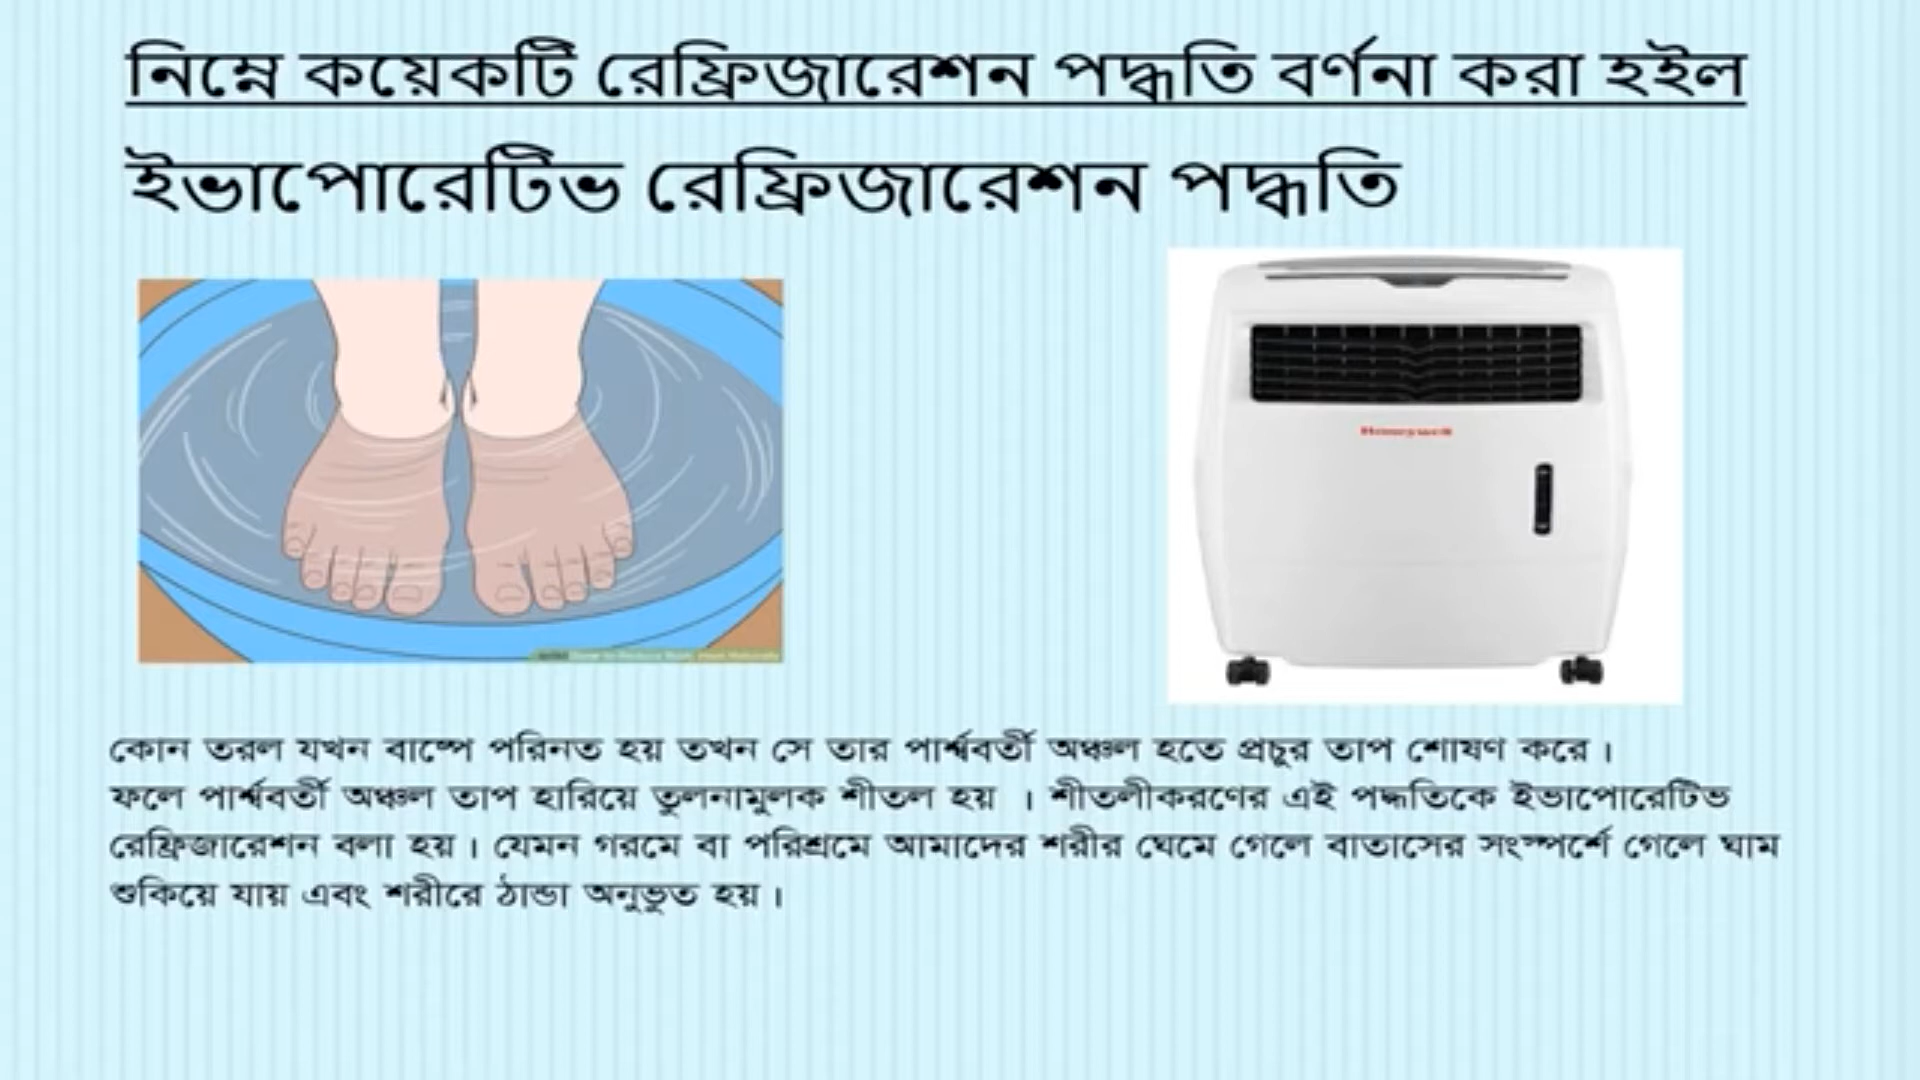 নিম্নে কয়েকটি রেফ্রিজারেশন পদ্ধতি বর্ণনা করা হইল
ইভাপোরেটিভ রেফ্রিজারেশন পদ্ধতি
Honeywell
কোন তরল যখন বাষ্পে পরিনত হয় তখন সে তার পার্শ্ববর্তী অঞ্চল হতে প্রচুর তাপ শোষণ করে।
ফলে পার্শ্ববর্তী অঞ্চল তাপ হারিয়ে তুলনামুলক শীতল হয় । শীতলীকরণের এই পদ্ধতিকে ইভাপোরেটিভ
রেফ্রিজারেশন বলা হয়। যেমন গরমে বা পরিশ্রমে আমাদের শরীর ঘেমে গেলে বাতাসের সংস্পর্শে গেলে ঘাম
শুকিয়ে যায় এবং শরীরে ঠান্ডা অনুভুত হয়।